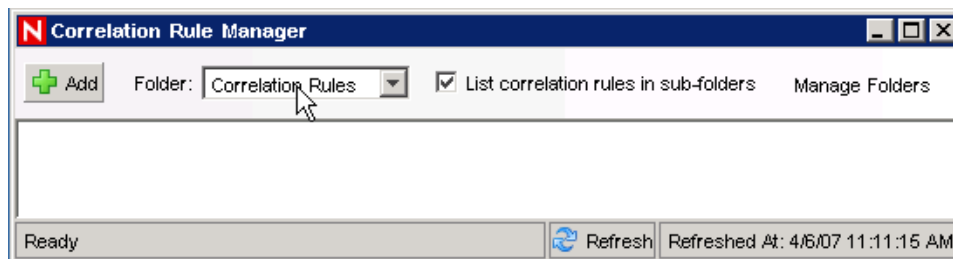 N Correlation Rule Manager
Add Folder: Correlation Rules List correlation rules in sub-folders Manage Folders
Ready Refresh Refreshed At: 4/6/07 11:11:15 AM